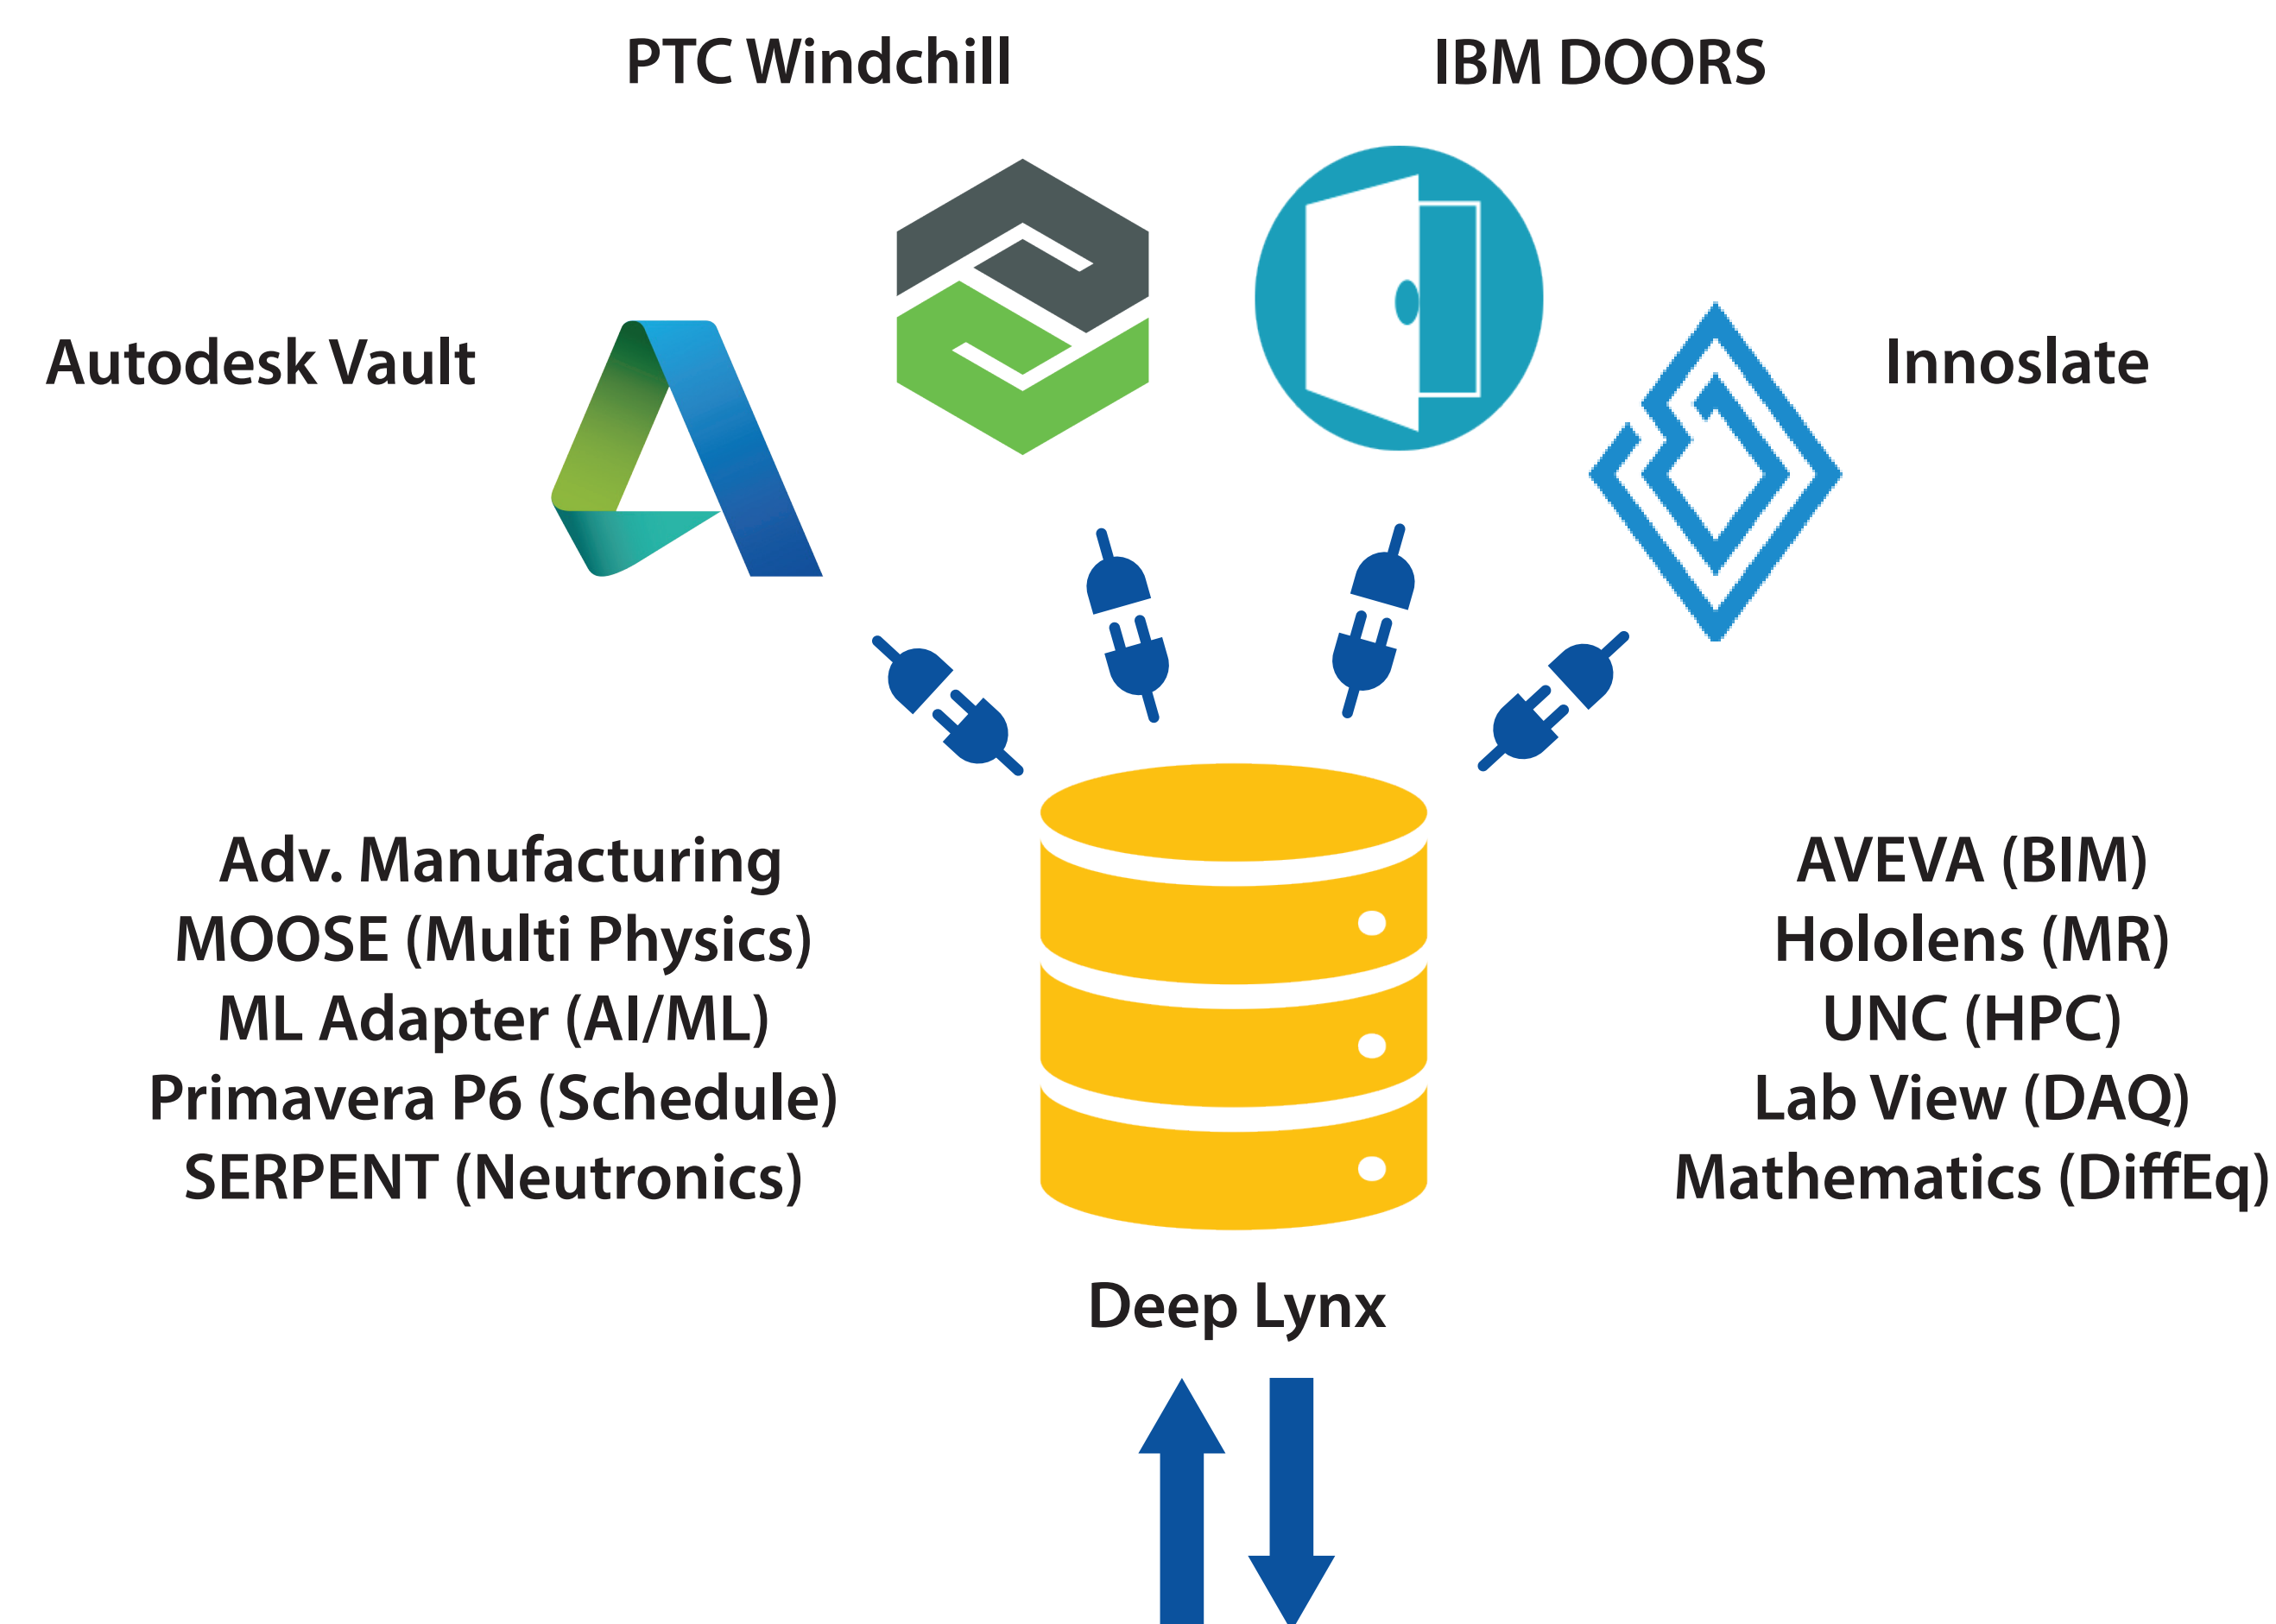 PTC Windchill
IBM DOORS
Autodesk Vault
Innoslate
Adv. Manufacturing
MOOSE (Multi Physics)
ML Adapter (AI/ML)
Primavera P6 (Schedule)
SERPENT (Neutronics)
AVEVA (BIM)
Hololens (MR)
UNC (HPC)
Lab View (DAQ)
Mathematics (DiffEq)
Deep Lynx